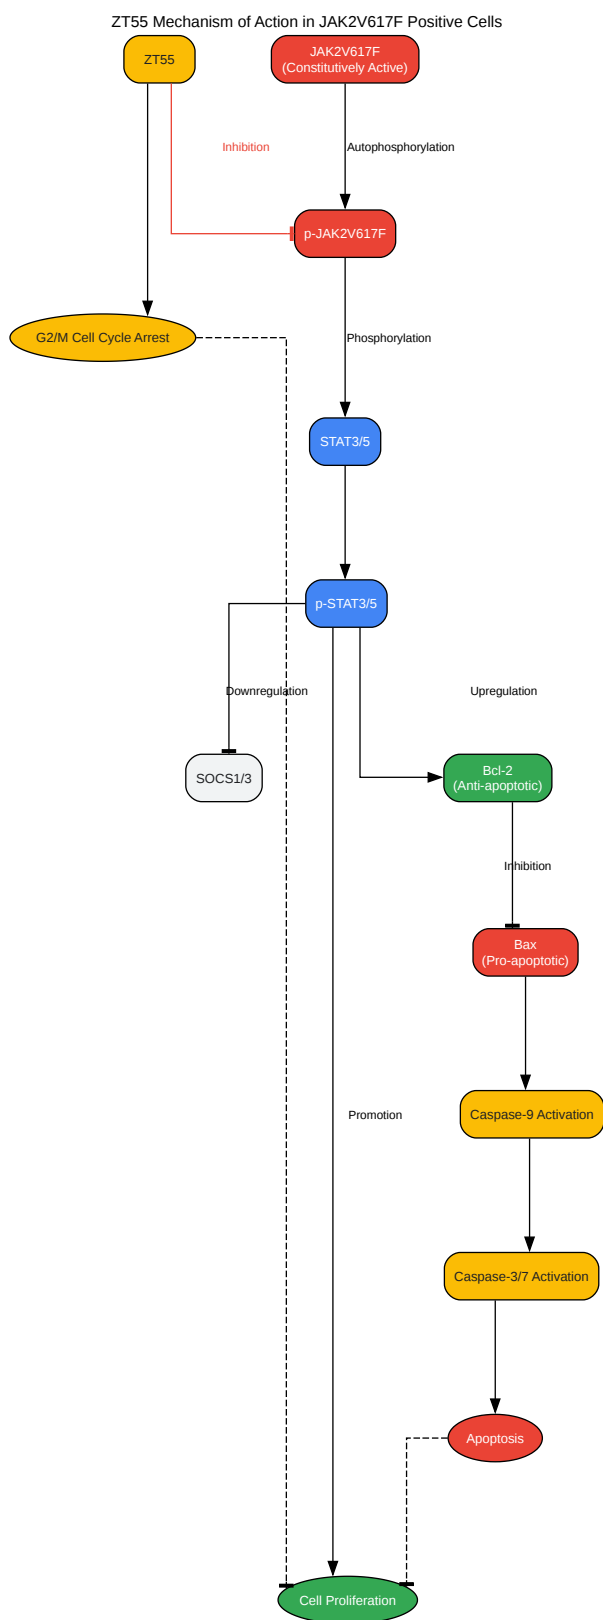 ZT55 Mechanism of Action in JAK2V617F Positive Cells
ZT55
JAK2V617F
(Constitutively Active)
Inhibition
Autophosphorylation
p-JAK2V617F
G2/M Cell Cycle Arrest
Phosphorylation
STAT3/5
p-STAT3/5
Downregulation
Upregulation
SOCS1/3
Bcl-2
(Anti-apoptotic)
Inhibition
Bax
(Pro-apoptotic)
Promotion
Caspase-9 Activation
Caspase-3/7 Activation
Apoptosis
Cell Proliferation